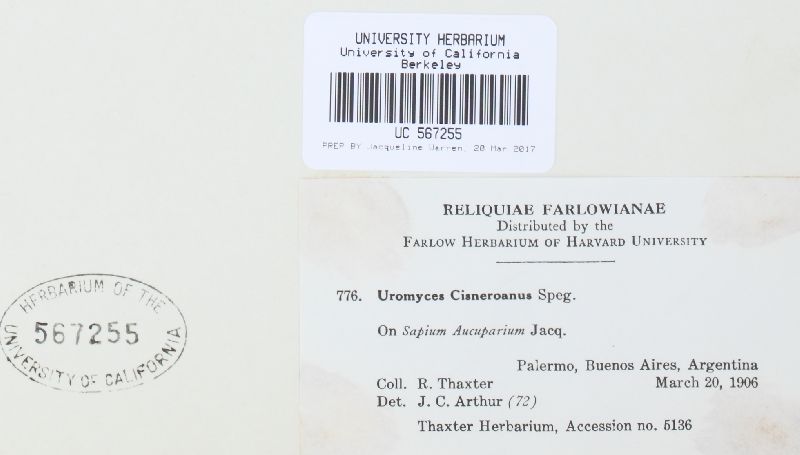 UNIVERSITY HERBARIUM
University of California
Berkeley
UC 567255
PREP BY Jacqueline Warren, 20 Mar 2017
RELIQUIAE FARLOWIANAE
Distributed by the
FARLOW HERBARIUM OF HARVARD UNIVERSITY
776. Uromyces Cisneroanus Speg.
On Sapium Aucuparium Jacq.
Palermo, Buenos Aires, Argentina
Coll. R. Thaxter March 20, 1906
Det. J. C. Arthur (72)
Thaxter Herbarium, Accession no. 5136
HERBARIUM OF THE
567255
UNIVERSITY OF CALIFORNIA